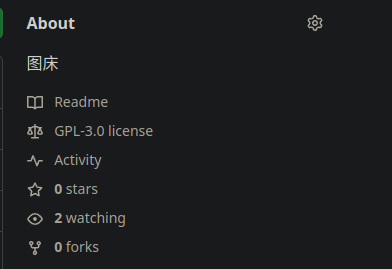 About
图床
Readme
GPL-3.0 license
Activity
0 stars
2 watching
0 forks